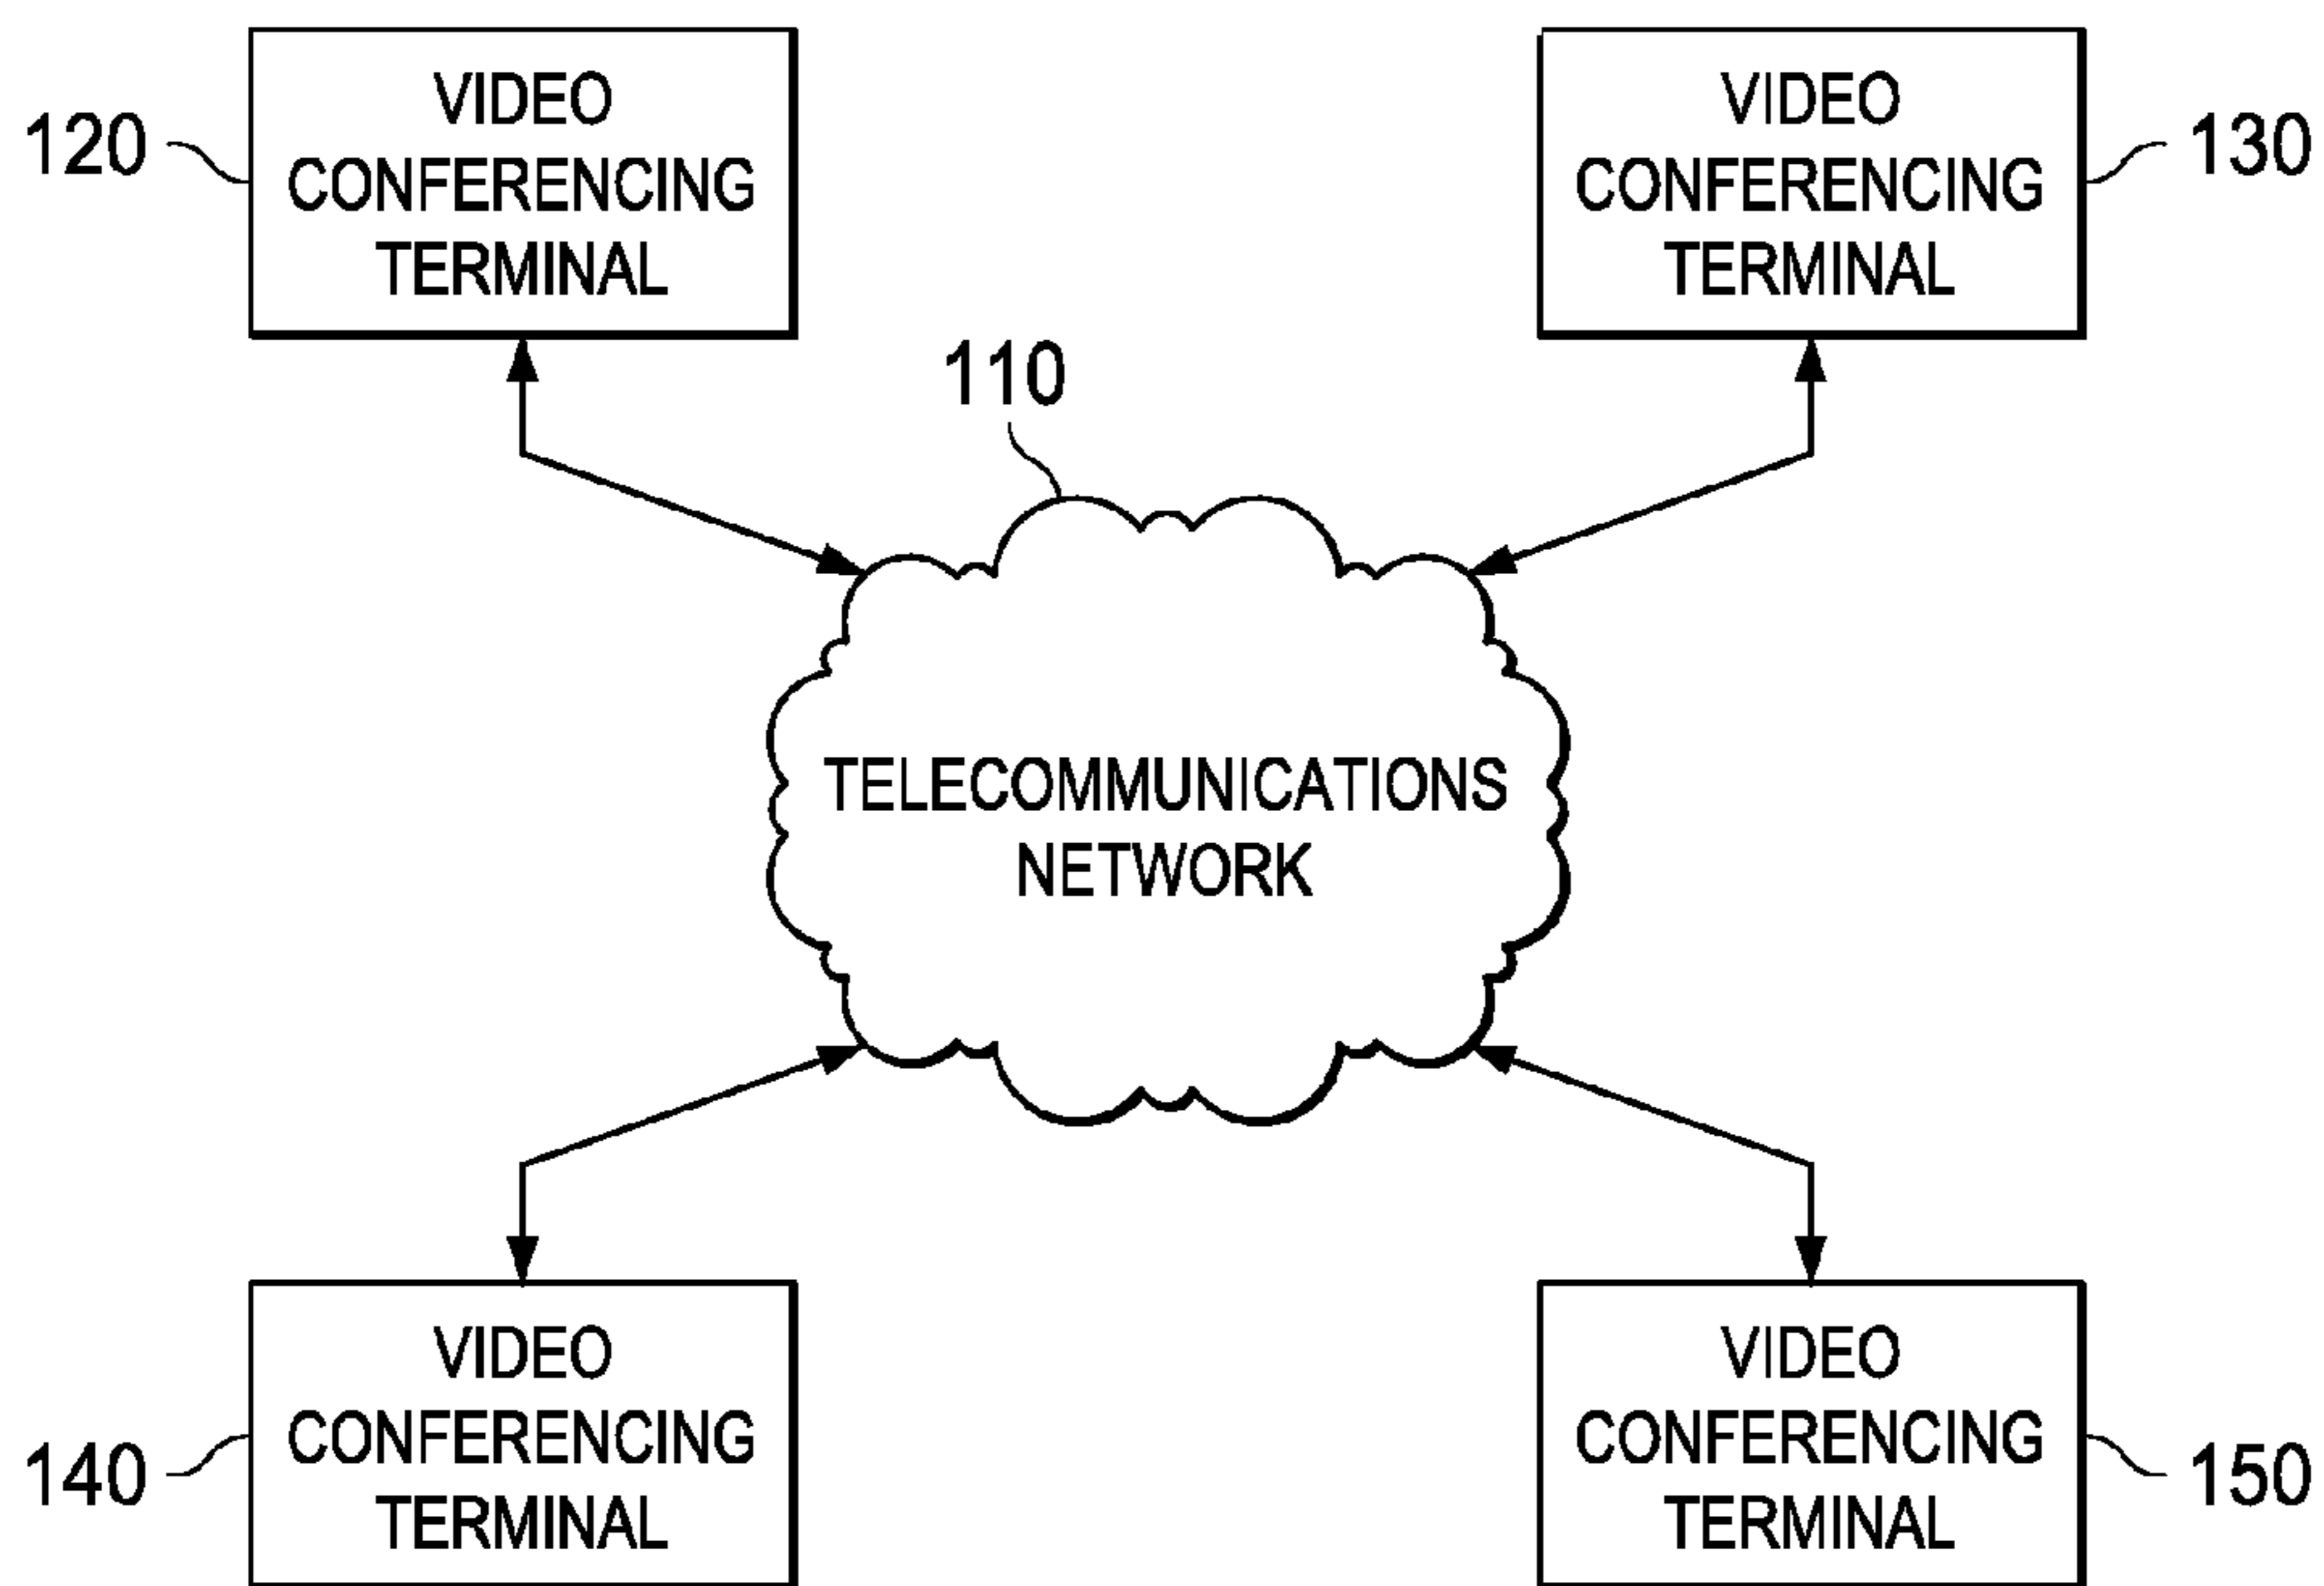 120
VIDEO
CONFERENCING
TERMINAL
VIDEO
CONFERENCING
TERMINAL
130
110
TELECOMMUNICATIONS
NETWORK
140
VIDEO
CONFERENCING
TERMINAL
VIDEO
CONFERENCING
TERMINAL
150